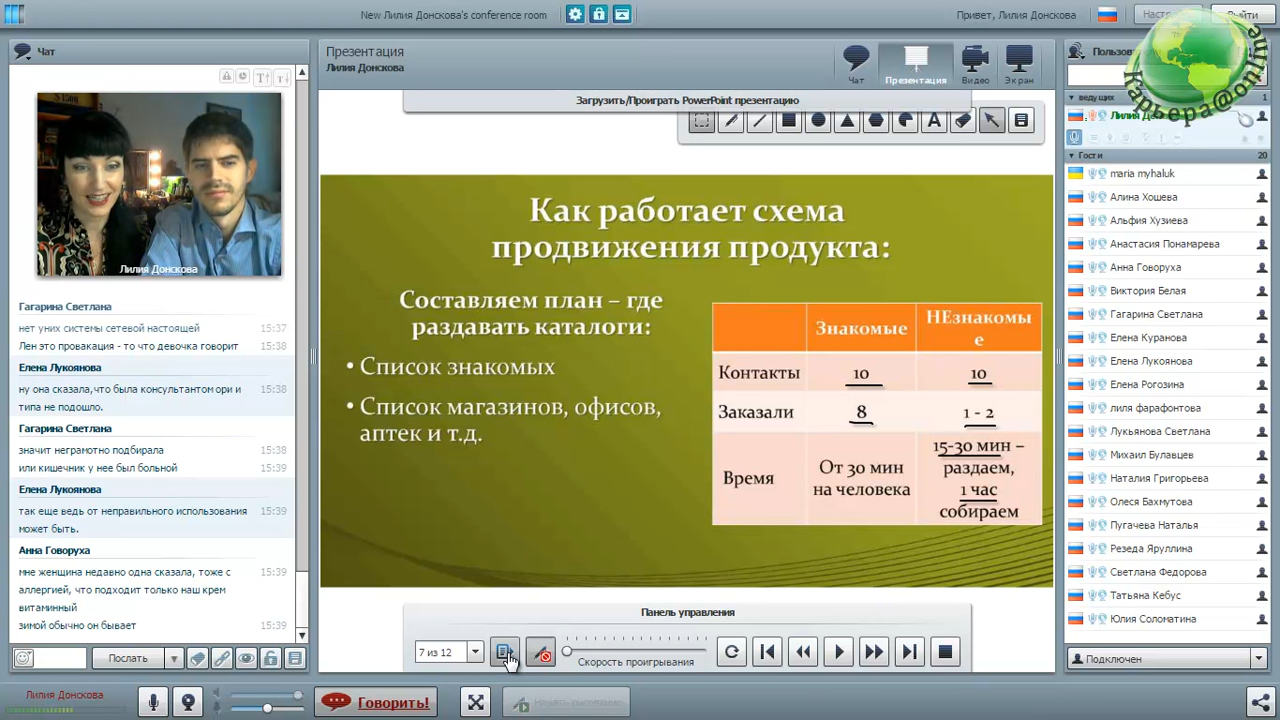 New Лилия Донскова's conference room
Привет, Лилия Донскова
Выйти
Карьера@online
Чат
Лилия Донскова
Гагарина Светлана
нет уних системы сетевой настоящей 15:37
Лен это провакация - то что девочка говорит 15:38
Елена Лукоянова
ну она сказала,что была консультантом ори и 15:38
типа не подошло.
Гагарина Светлана
значит неграмотно подбирала 15:38
или кишечник у нее был больной 15:39
Елена Лукоянова
так еще ведь от неправильного использования 15:39
может быть.
Анна Говоруха
мне женщина недавно одна сказала, тоже с 15:39
аллергией, что подходит только наш крем
витаминный
зимой обычно он бывает 15:39
Послать
Презентация
Лилия Донскова
Чат
Презентация
Видео
Экран
Загрузить/Проиграть PowerPoint презентацию
Как работает схема
продвижения продукта:
Составляем план – где
раздавать каталоги:
• Список знакомых
• Список магазинов, офисов,
аптек и т.д.
Знакомые
НЕзнакомы
е
Контакты 10 10
Заказали 8 1 - 2
Время
От 30 мин
на человека
15-30 мин –
раздаем,
1 час
собираем
Панель управления
7 из 12
Скорость проигрывания
ведущих 1
Гости 20
maria myhaluk
Алина Хошева
Альфия Хузиева
Анастасия Понамарева
Анна Говоруха
Виктория Белая
Гагарина Светлана
Елена Куранова
Елена Лукоянова
Елена Рогозина
лиля фарафонтова
Лукьянова Светлана
Михаил Булавцев
Наталия Григорьева
Олеся Бахмутова
Пугачева Наталья
Резеда Яруллина
Светлана Федорова
Татьяна Кебус
Юлия Соломатина
Подключен
Лилия Донскова
Говорить!